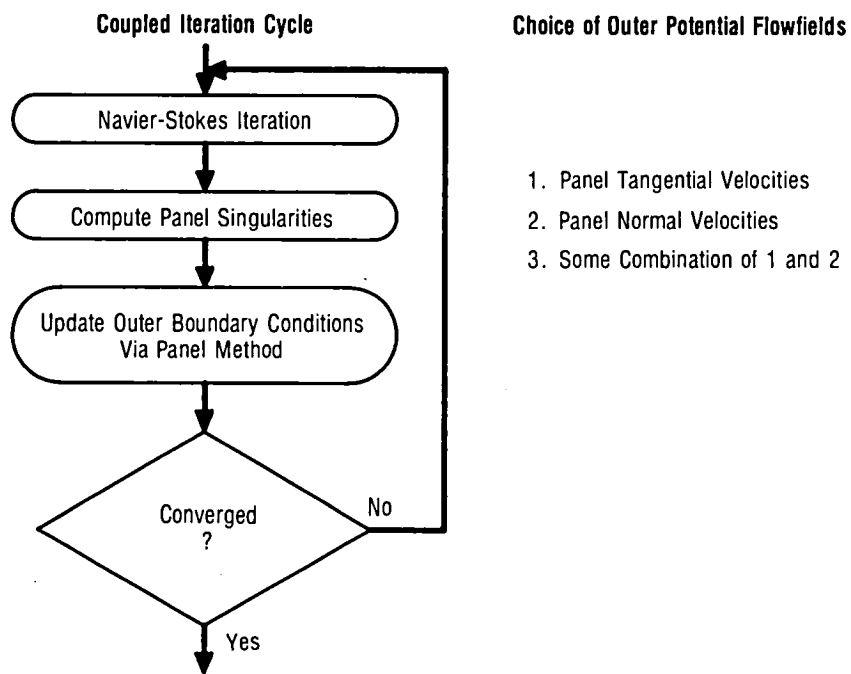 Coupled Iteration Cycle
Navier-Stokes Iteration
Compute Panel Singularities
Update Outer Boundary Conditions
Via Panel Method
Converged
?
No
Yes
Choice of Outer Potential Flowfields
1. Panel Tangential Velocities
2. Panel Normal Velocities
3. Some Combination of 1 and 2